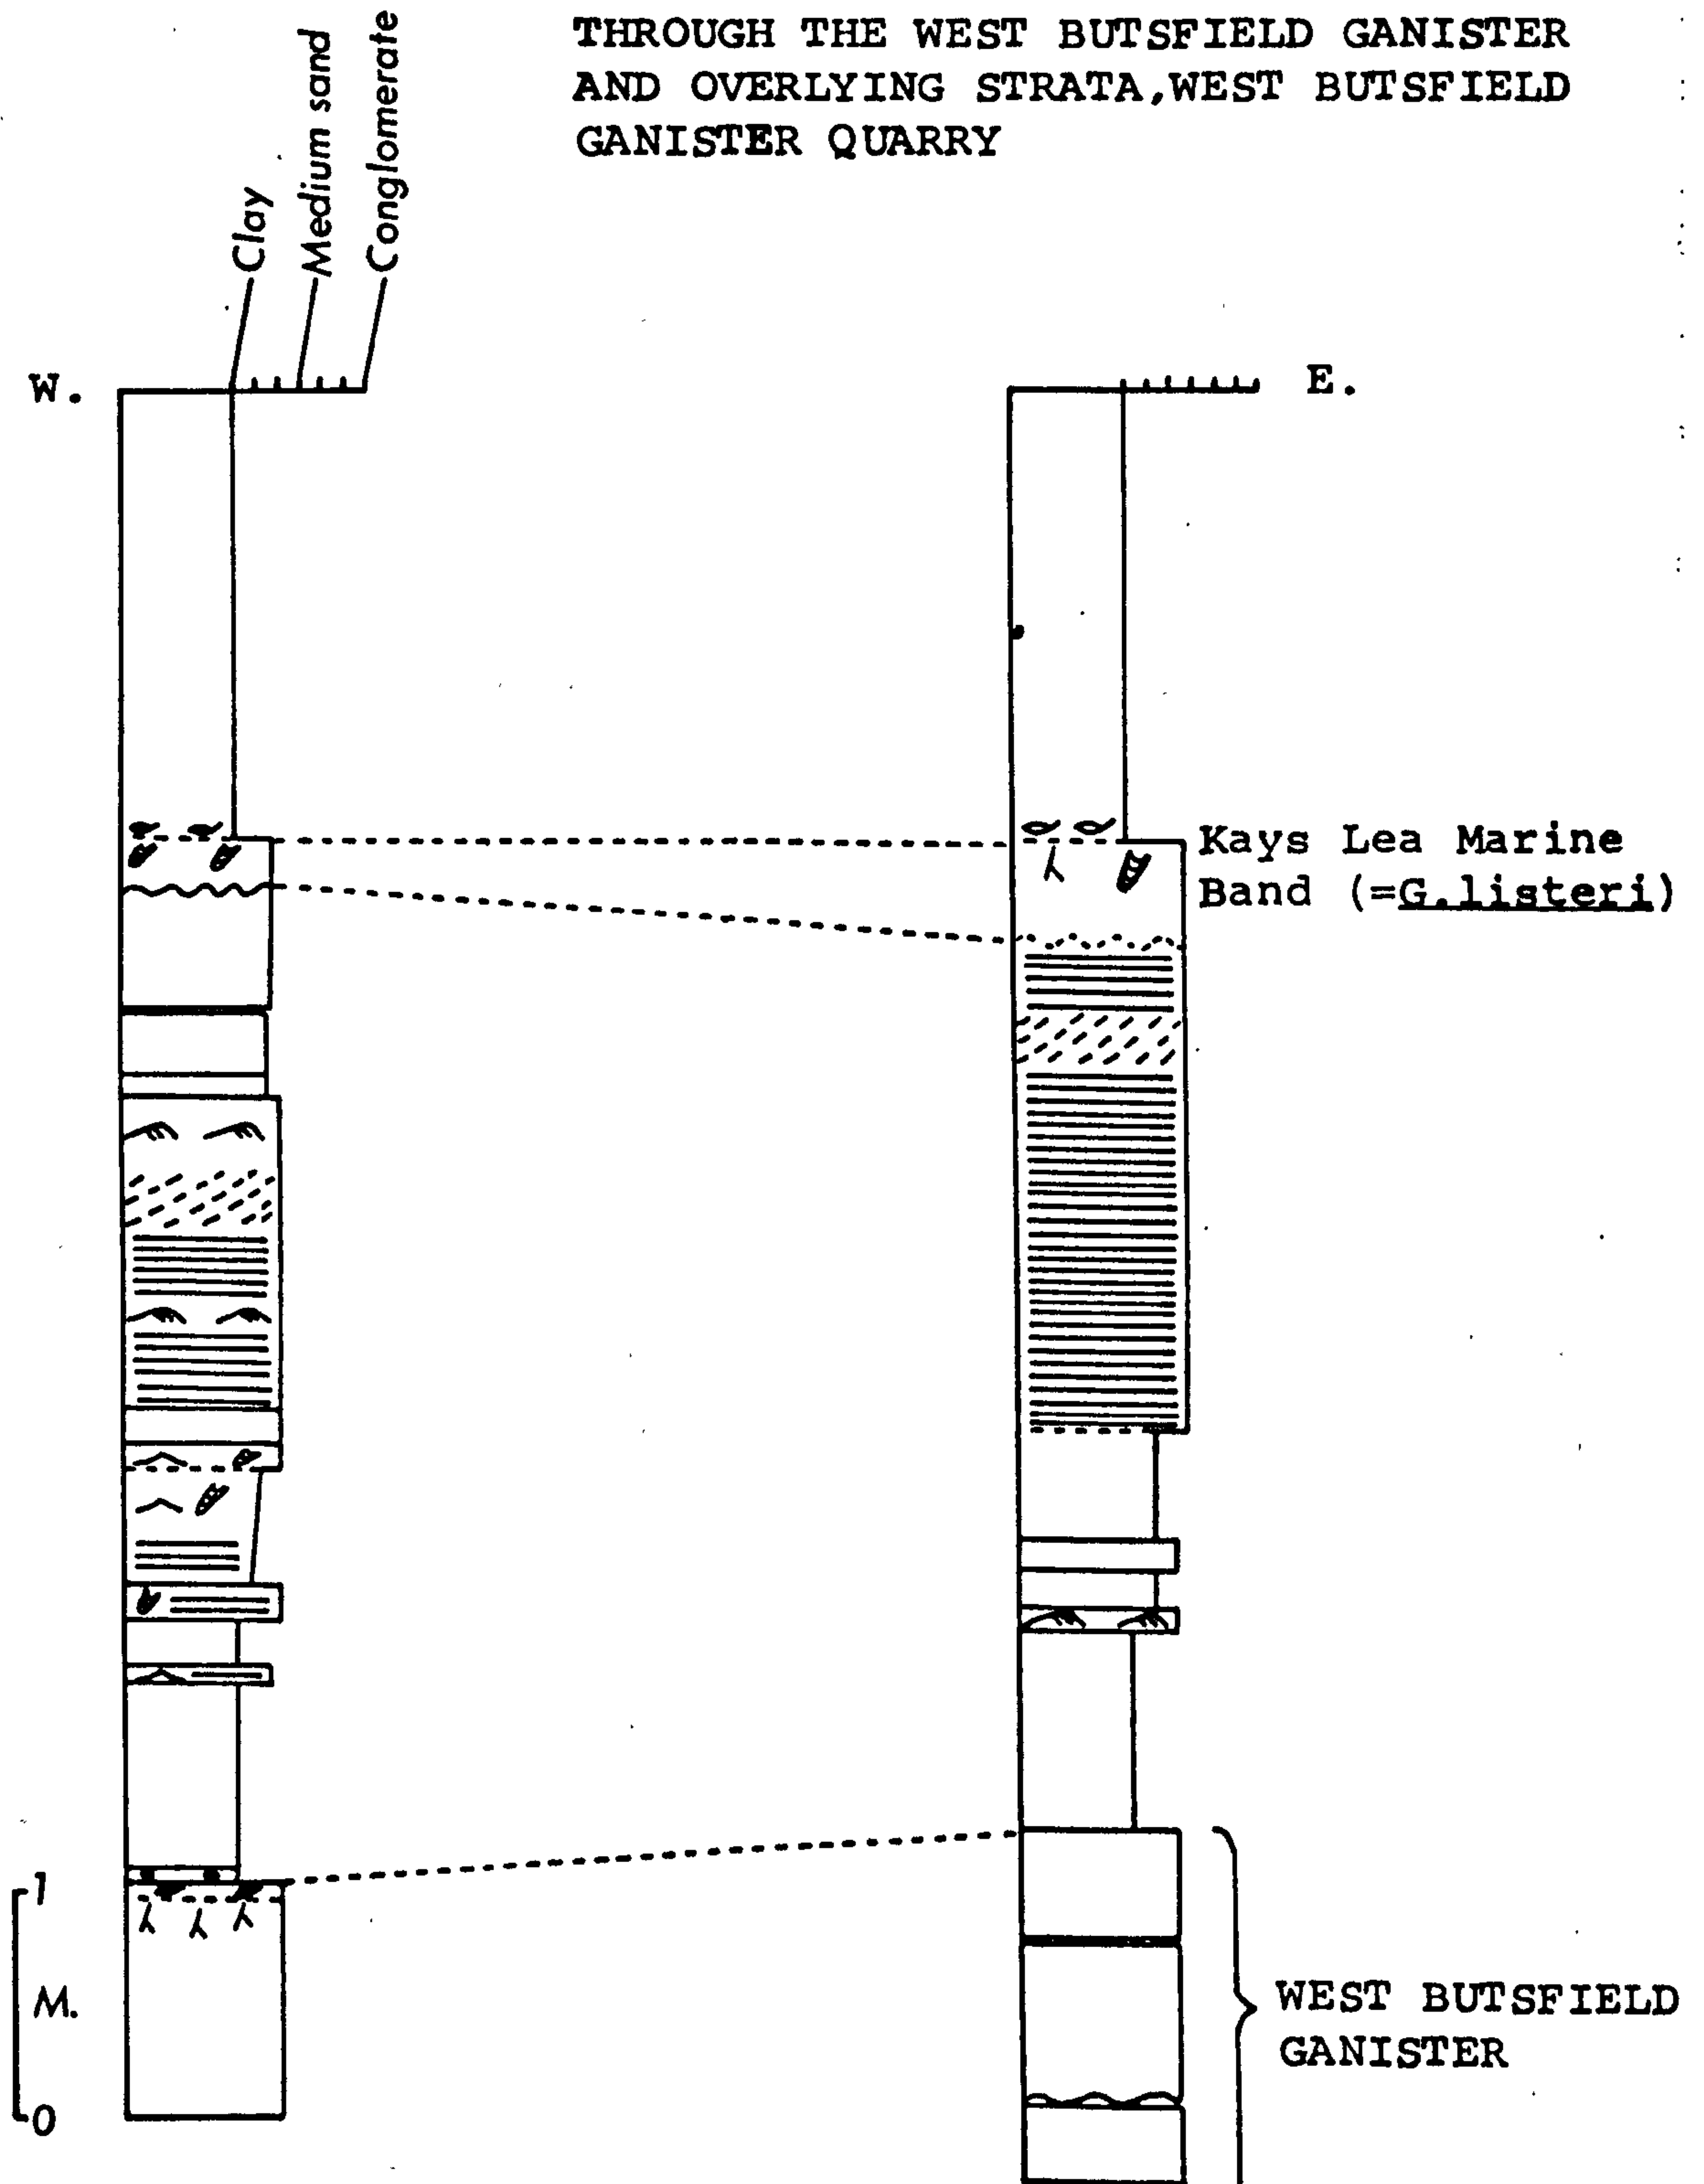 THROUGH THE WEST BUTSFIELD GANISTER
AND OVERLYING STRATA,WEST BUTSFIELD
GANISTER QUARRY
Clay
Medium sand
Conglomerate
W.
E.
Kays Lea Marine
Band (=G.listeri)
1
M.
0
WEST BUTSFIELD
GANISTER